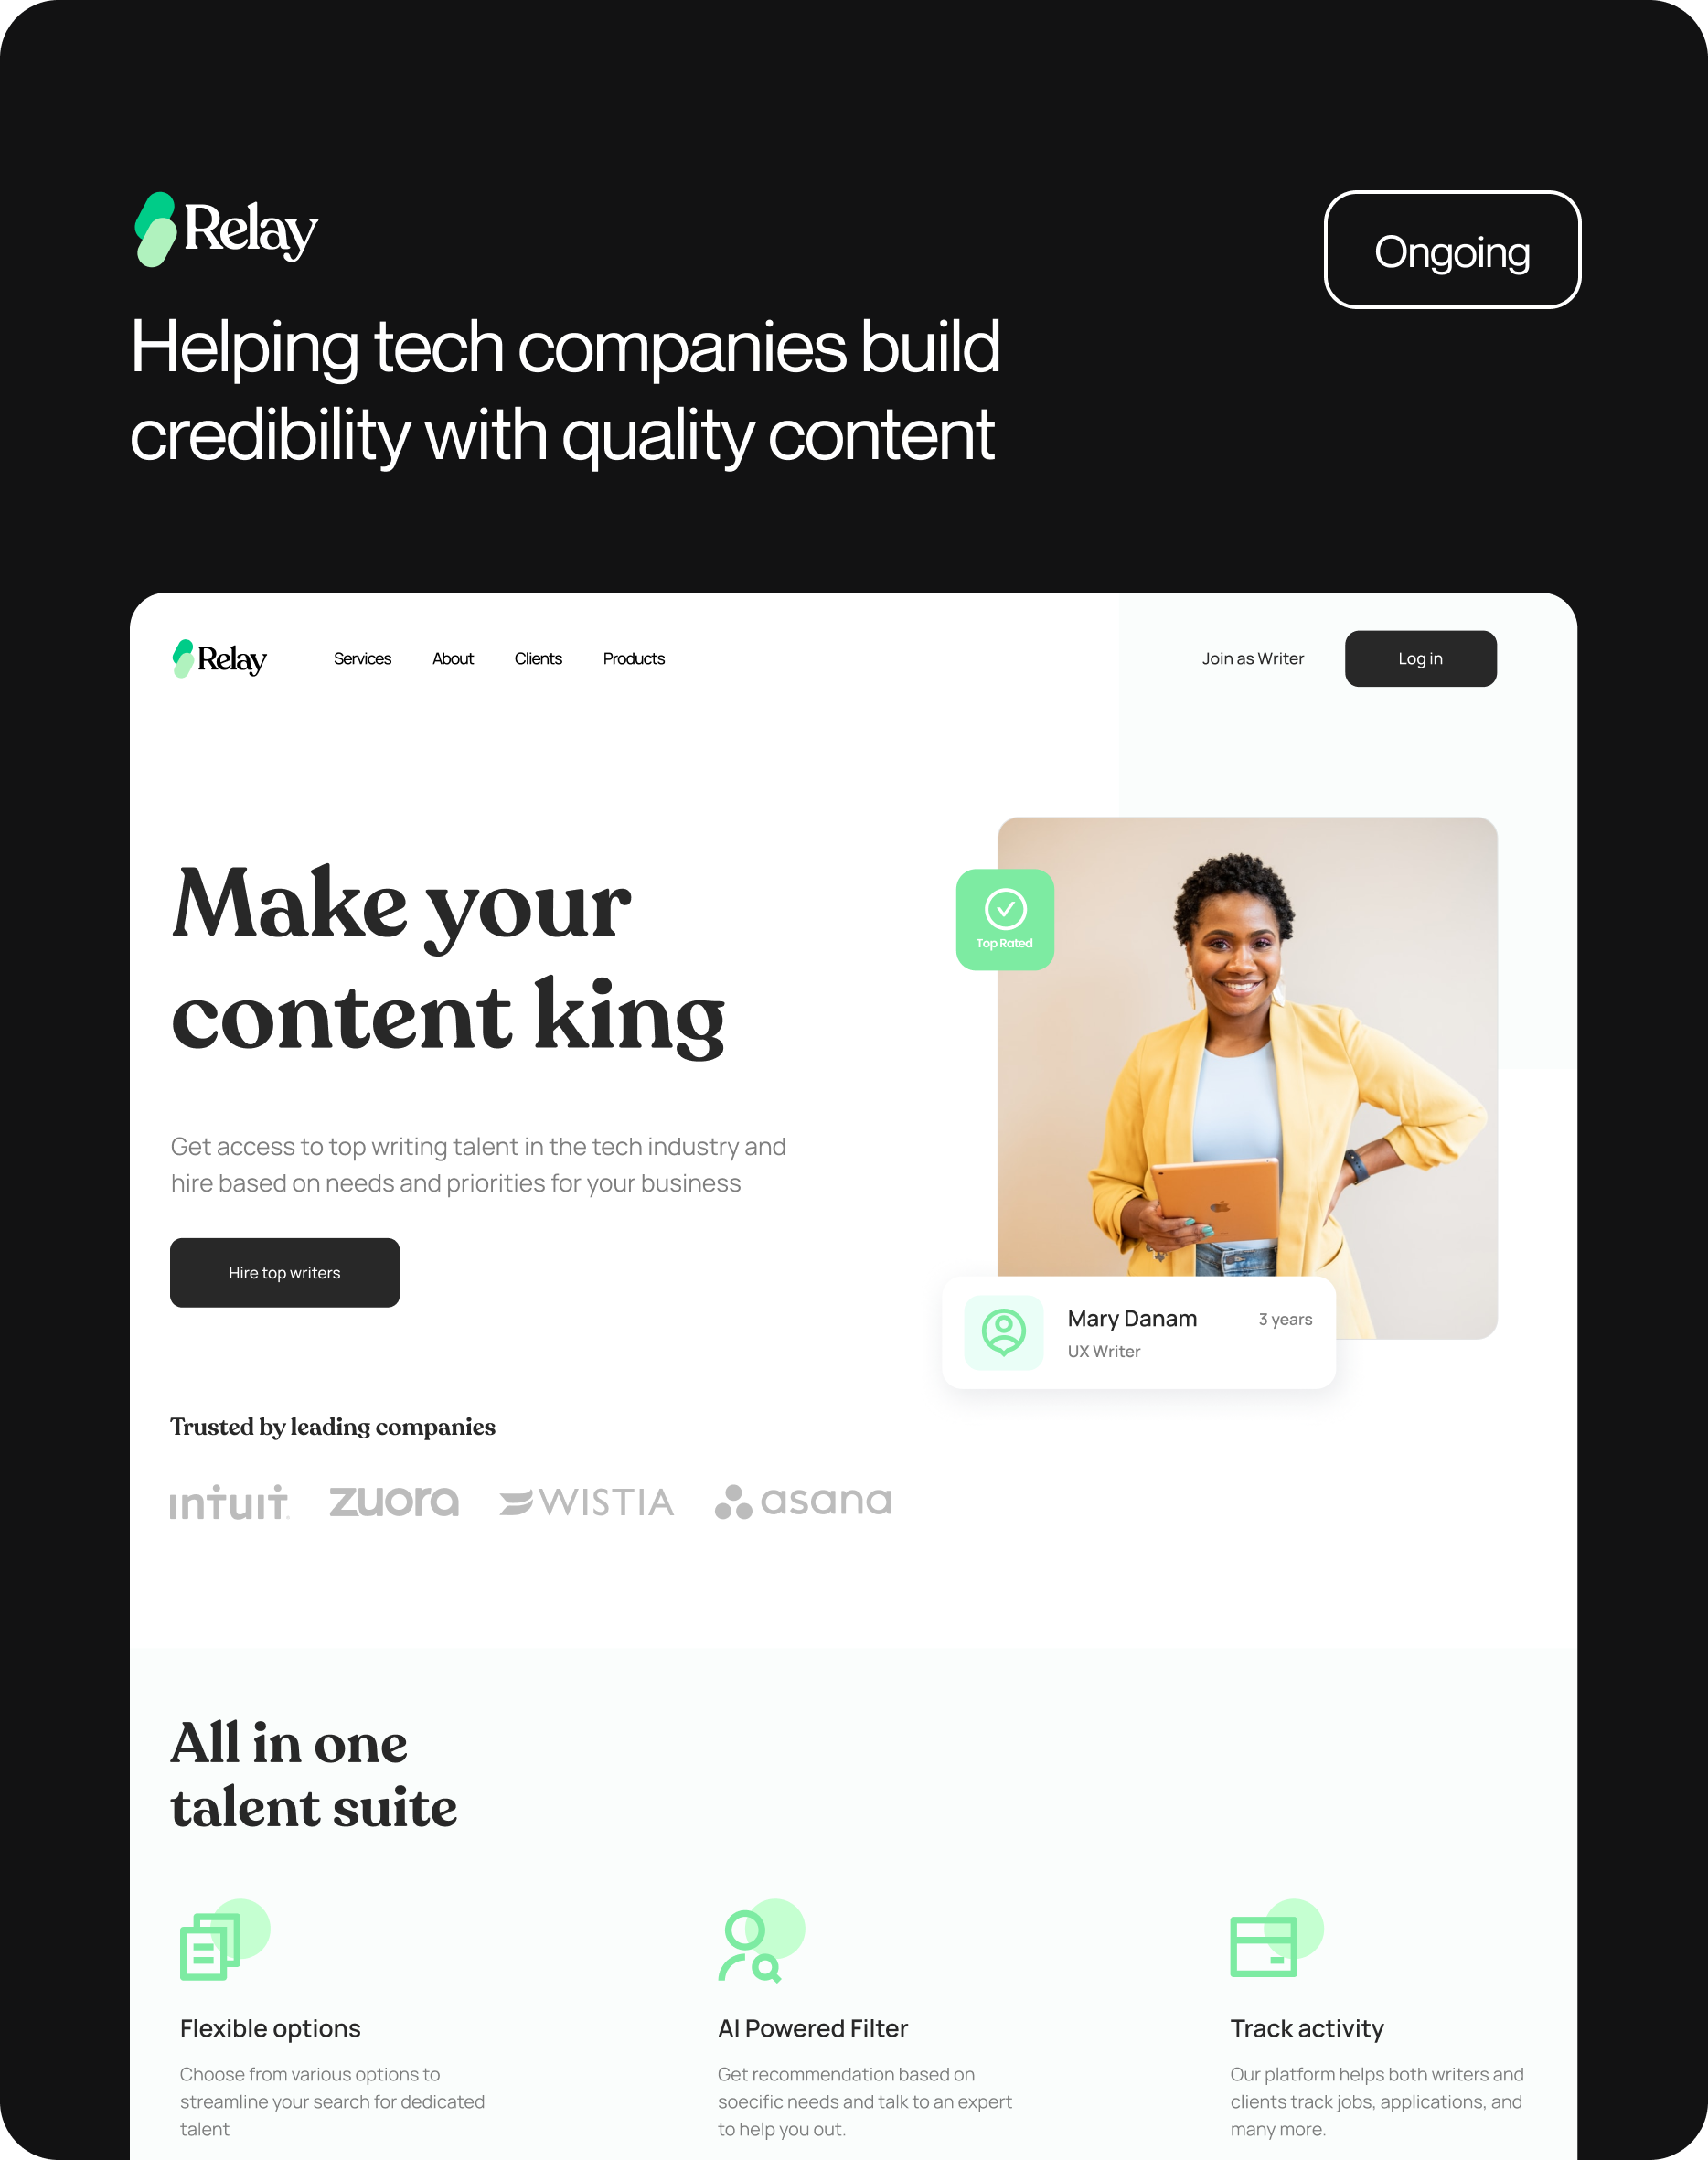 Relay
Ongoing
Helping tech companies build
credibility with quality content
Relay
Services
About
Clients
Products
Join as Writer
Log in
Make your
content king
Top Rated
Get access to top writing talent in the tech industry and
hire based on needs and priorities for your business
Hire top writers
Mary Danam
3 years
UX Writer
Trusted by leading companies
intuit
zuora
WISTIA
asana
All in one
talent suite
Flexible options
Choose from various options to
streamline your search for dedicated
talent
AI Powered Filter
Get recommendation based on
soecific needs and talk to an expert
to help you out.
Track activity
Our platform helps both writers and
clients track jobs, applications, and
many more.